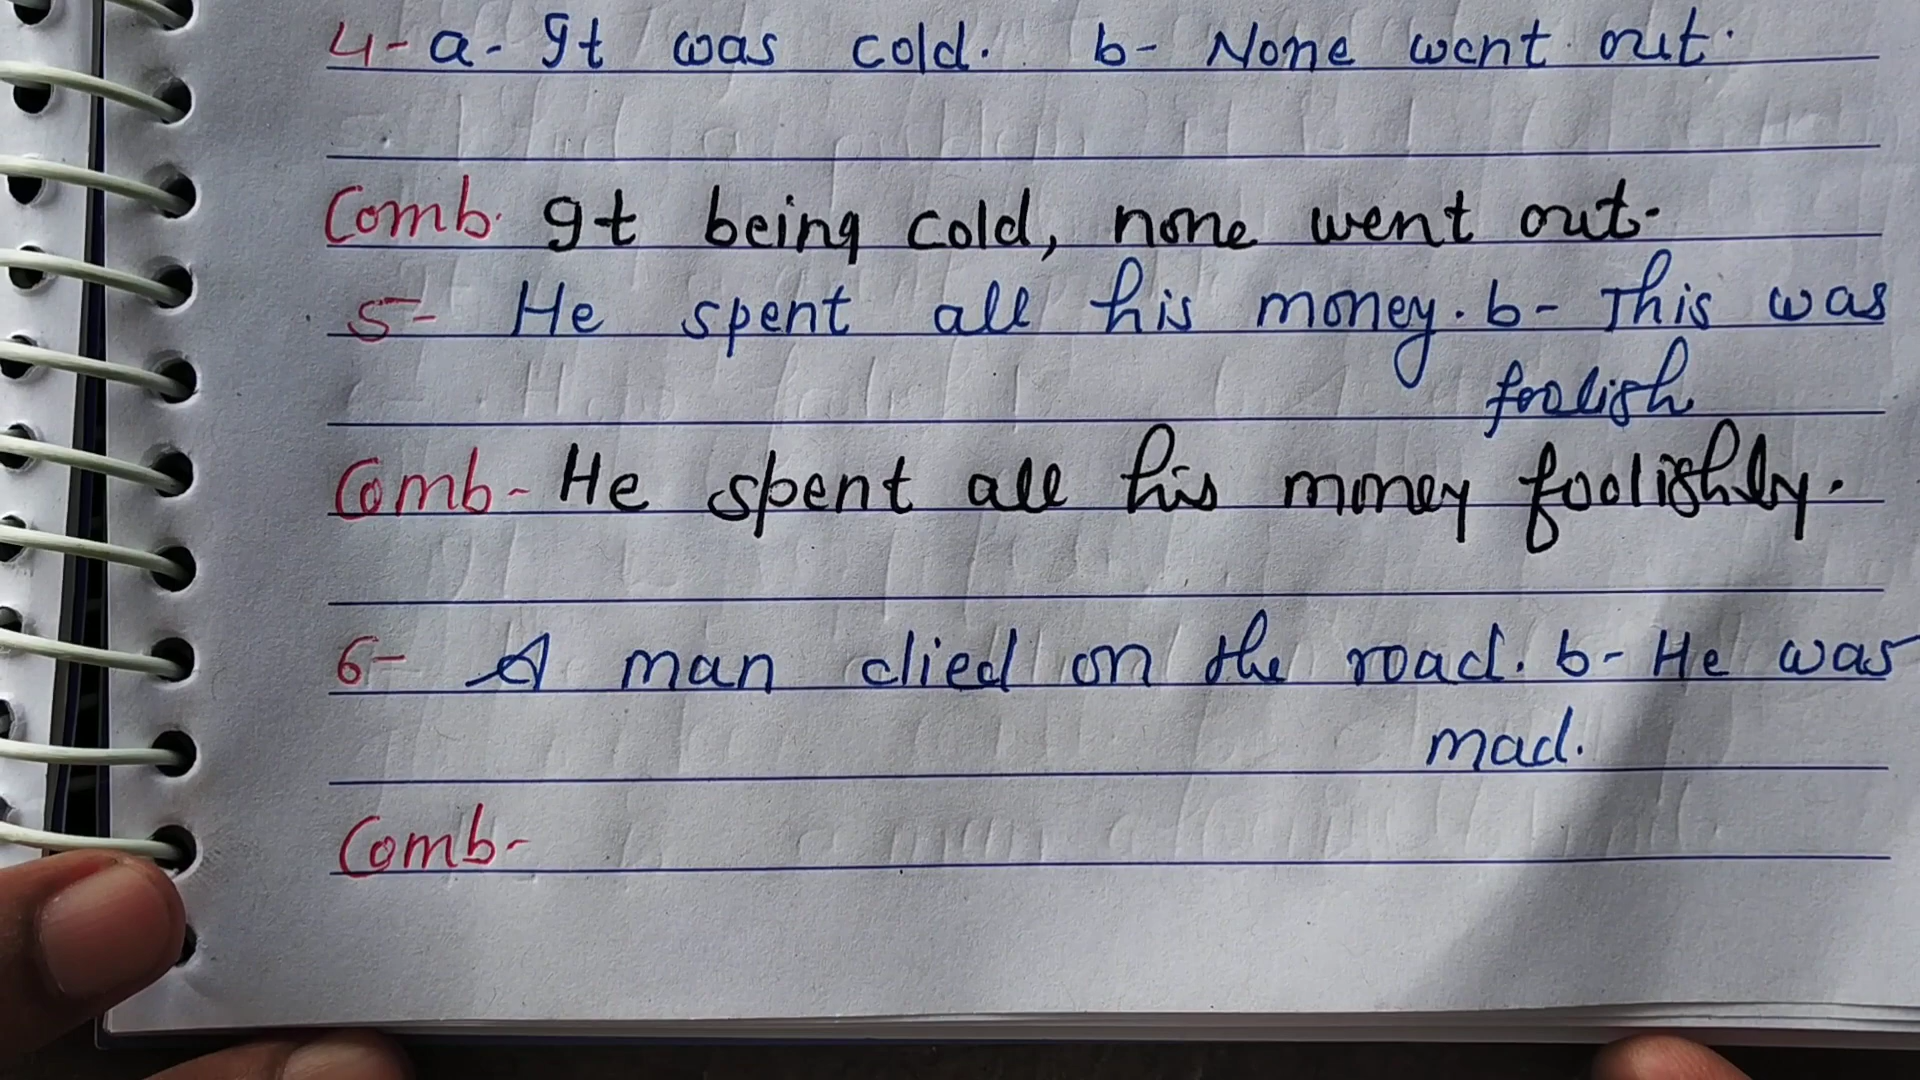 4- a- It was cold. b- None went out.
Comb. It being cold, none went out.
5- He spent all his money. b- This was
foolish
Comb- He spent all his money foolishly.
6- A man died on the road. b- He was
mad.
Comb-